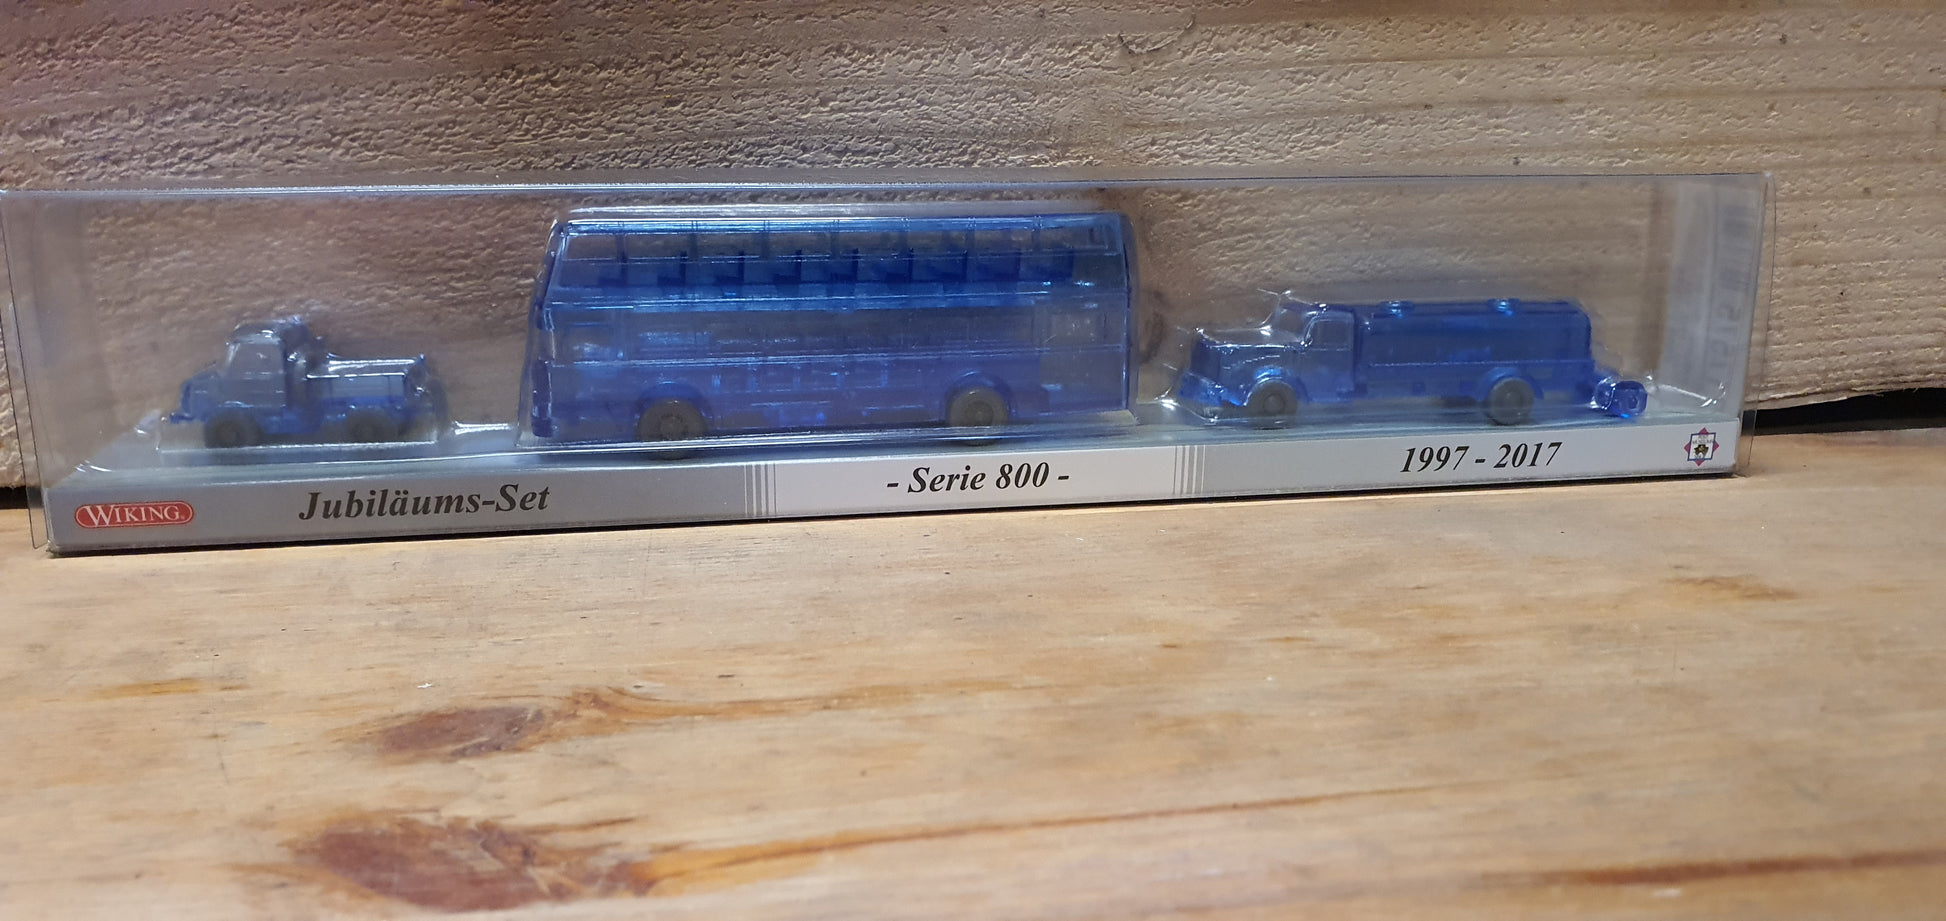 WIKING
Jubiläums-Set
- Serie 800 -
1997 - 2017